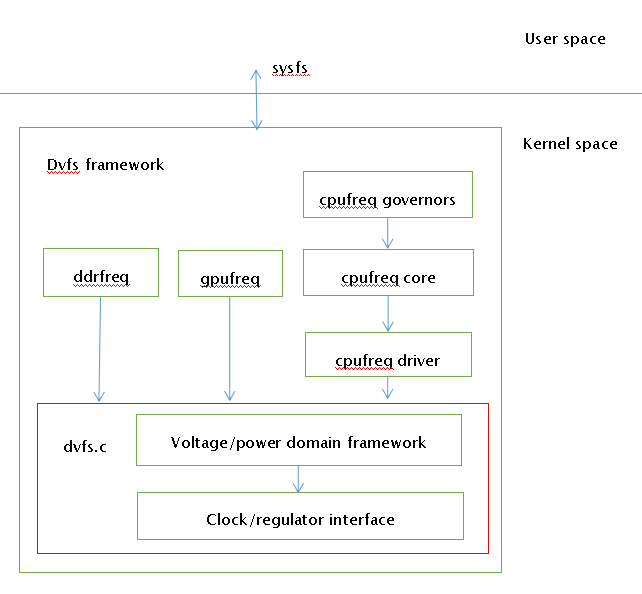 User space
sysfs
Kernel space
Dvfs framework
cpufreq governors
ddrfreq
gpufreq
cpufreq core
cpufreq driver
dvfs.c
Voltage/power domain framework
Clock/regulator interface